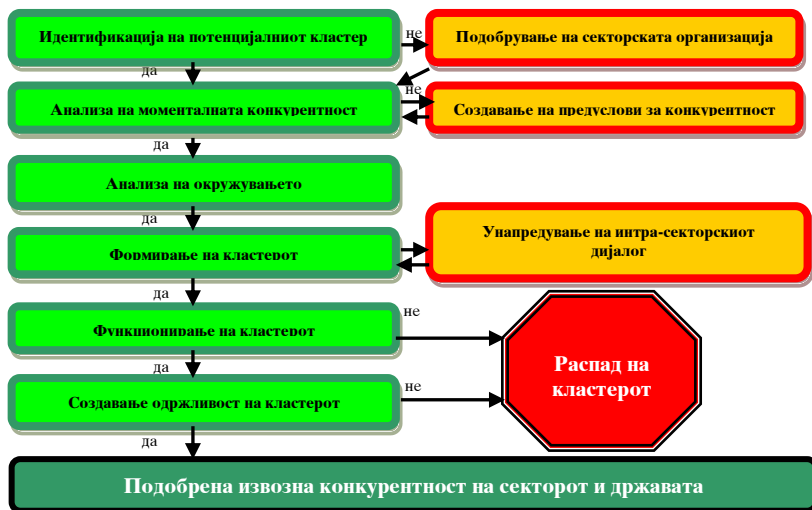 Идентификација на потенцијалниот кластер
не
Подобрување на секторската организација
да
Анализа на моменталната конкурентност
не
Создавање на предуслови за конкурентност
да
Анализа на окружувањето
да
Формирање на кластерот
Унапредување на интра-секторскиот
дијалог
да
Функционирање на кластерот
не
Распад на
кластерот
да
Создавање одржливост на кластерот
не
да
Подобрена извозна конкурентност на секторот и државата